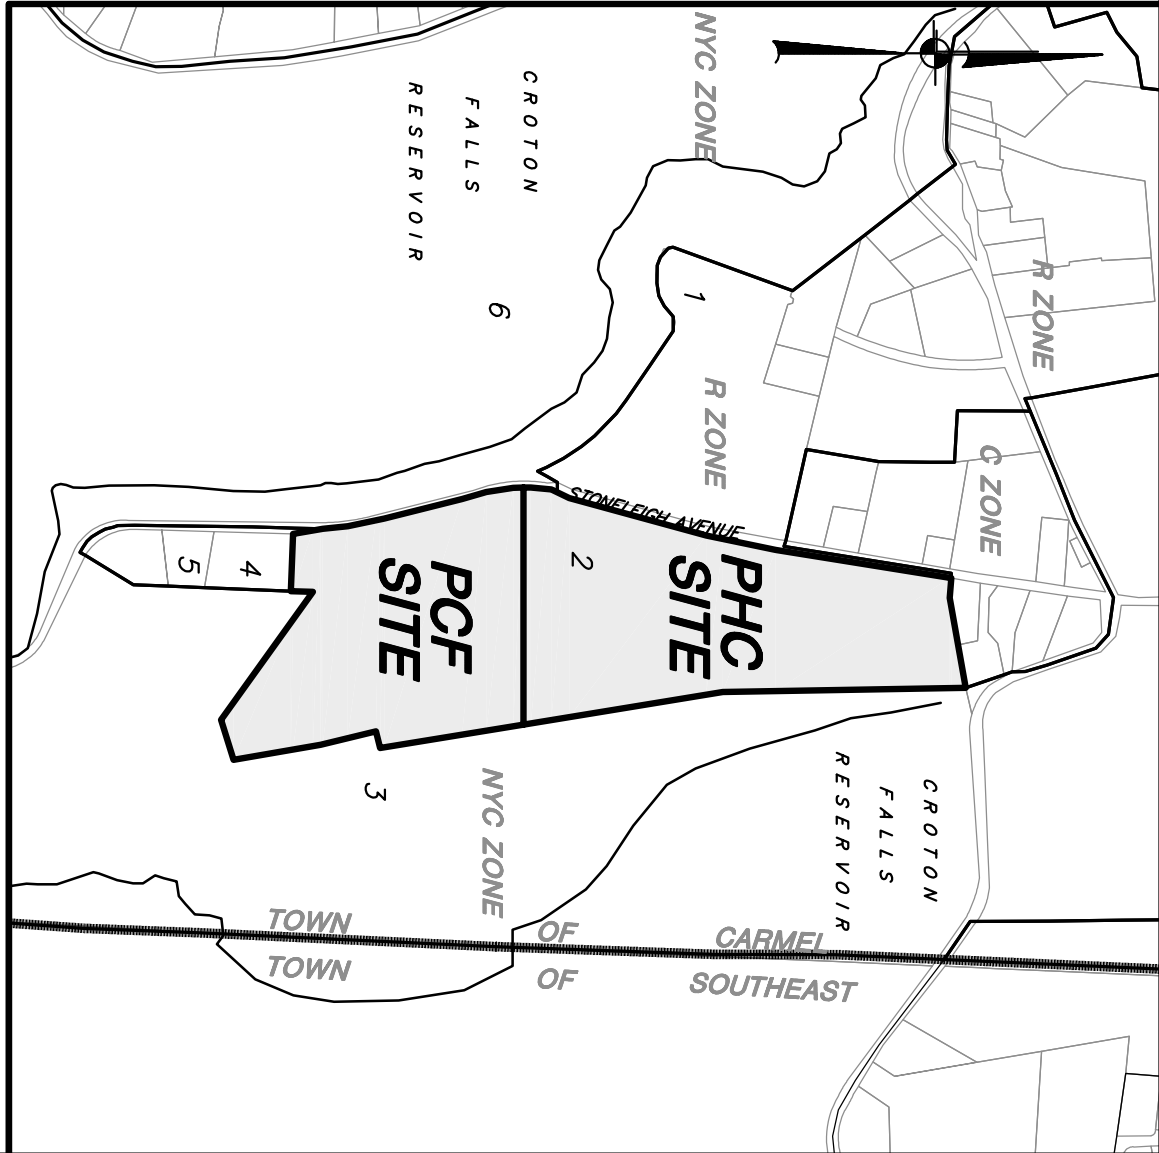 NYC ZONE
CROTON
FALLS
RESERVOIR
6
1
R ZONE
R ZONE
C ZONE
STONELEIGH AVENUE
2
PHC
SITE
PCF
SITE
4
5
3
NYC ZONE
CROTON
FALLS
RESERVOIR
TOWN OF CARMEL
TOWN OF SOUTHEAST